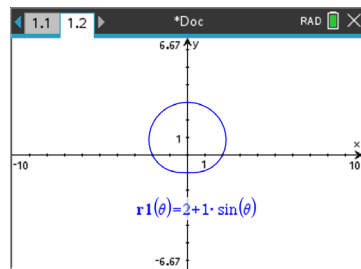 1.1 1.2 *Doc RAD
6.67 y
1
x
-10 1 10
r1(θ)=2+1·sin(θ)
-6.67